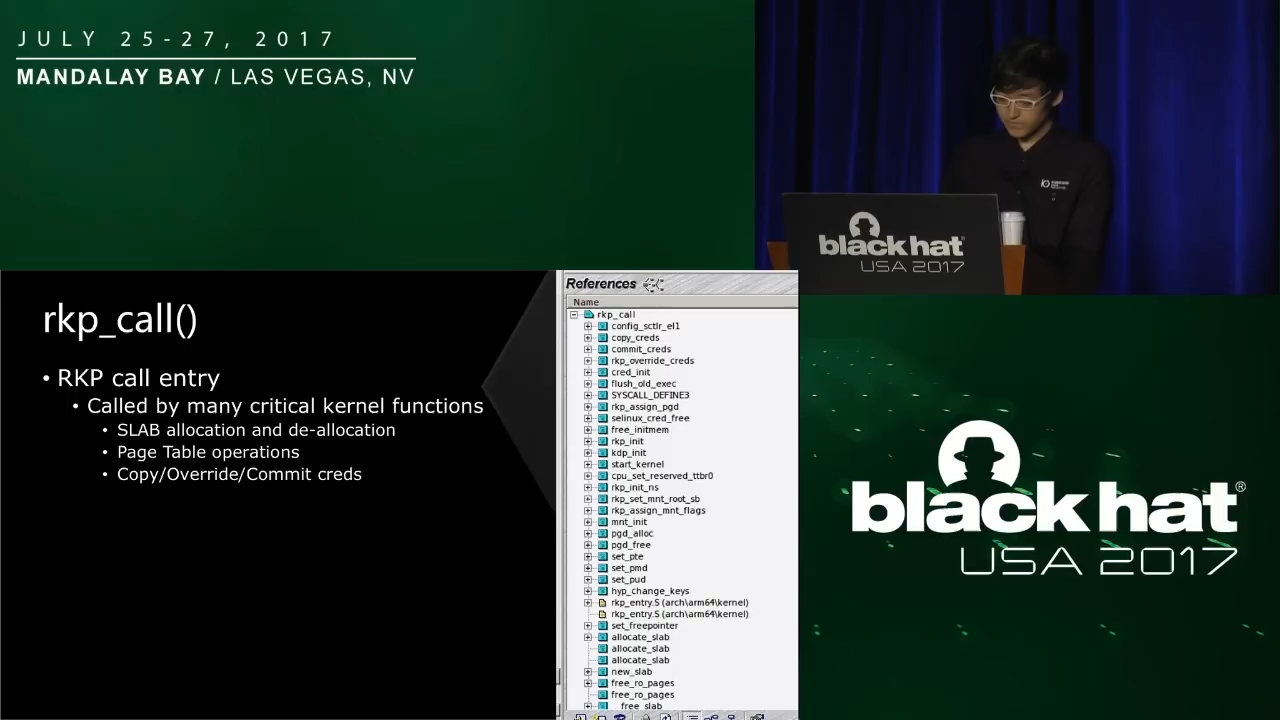 JULY 25-27, 2017
MANDALAY BAY / LAS VEGAS, NV
black hat
USA 2017
rkp_call()
• RKP call entry
• Called by many critical kernel functions
• SLAB allocation and de-allocation
• Page Table operations
• Copy/Override/Commit creds
References
Name
rkp_call
config_sctlr_el1
copy_creds
commit_creds
rkp_override_creds
cred_init
flush_old_exec
SYSCALL_DEFINE3
rkp_assign_pgd
selinux_cred_free
free_initmem
rkp_init
kdp_init
start_kernel
cpu_set_reserved_ttbr0
rkp_init_ns
rkp_set_mnt_root_sb
rkp_assign_mnt_flags
mnt_init
pgd_alloc
pgd_free
set_pte
set_pmd
set_pud
hyp_change_keys
rkp_entry.S (arch\arm64\kernel)
rkp_entry.S (arch\arm64\kernel)
set_freepointer
allocate_slab
allocate_slab
allocate_slab
new_slab
free_ro_pages
free_ro_pages
__free_slab
black hat®
USA 2017